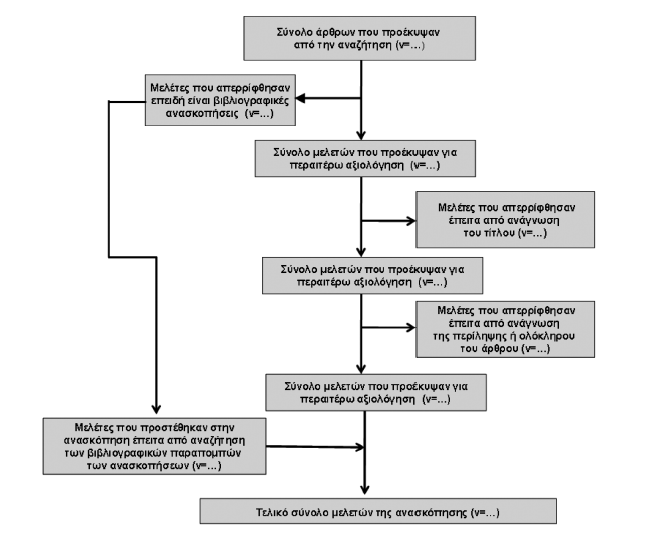 Σύνολο άρθρων που προέκυψαν
από την αναζήτηση (ν=....)
Μελέτες που απερρίφθησαν
επειδή είναι βιβλιογραφικές
ανασκοπήσεις (ν=...)
Σύνολο μελετών που προέκυψαν για
περαιτέρω αξιολόγηση (ν=...)
Μελέτες που απερρίφθησαν
έπειτα από ανάγνωση
του τίτλου (ν=...)
Σύνολο μελετών που προέκυψαν για
περαιτέρω αξιολόγηση (ν=...)
Μελέτες που απερρίφθησαν
έπειτα από ανάγνωση
της περίληψης ή ολόκληρου
του άρθρου (ν=...)
Σύνολο μελετών που προέκυψαν για
περαιτέρω αξιολόγηση (ν=...)
Μελέτες που προστέθηκαν στην
ανασκόπηση έπειτα από αναζήτηση
των βιβλιογραφικών παραπομπών
των ανασκοπήσεων (ν=...)
Τελικό σύνολο μελετών της ανασκόπησης (ν=...)